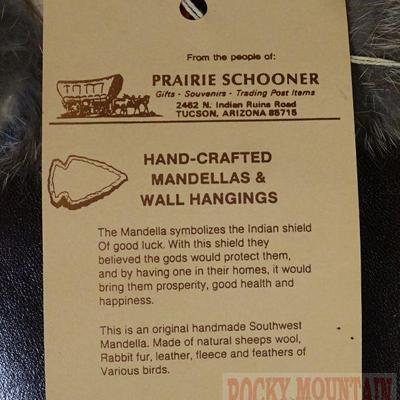 From the people of:
PRAIRIE SCHOONER
Gifts - Souvenirs - Trading Post Items
2462 N. Indian Ruins Road
TUCSON, ARIZONA 85715
HAND-CRAFTED
MANDELLAS &
WALL HANGINGS
The Mandella symbolizes the Indian shield
Of good luck. With this shield they
believed the gods would protect them,
and by having one in their homes, it would
bring them prosperity, good health and
happiness.
This is an original handmade Southwest
Mandella. Made of natural sheeps wool,
Rabbit fur, leather, fleece and feathers of
Various birds.
ROCKY MOUNTAIN